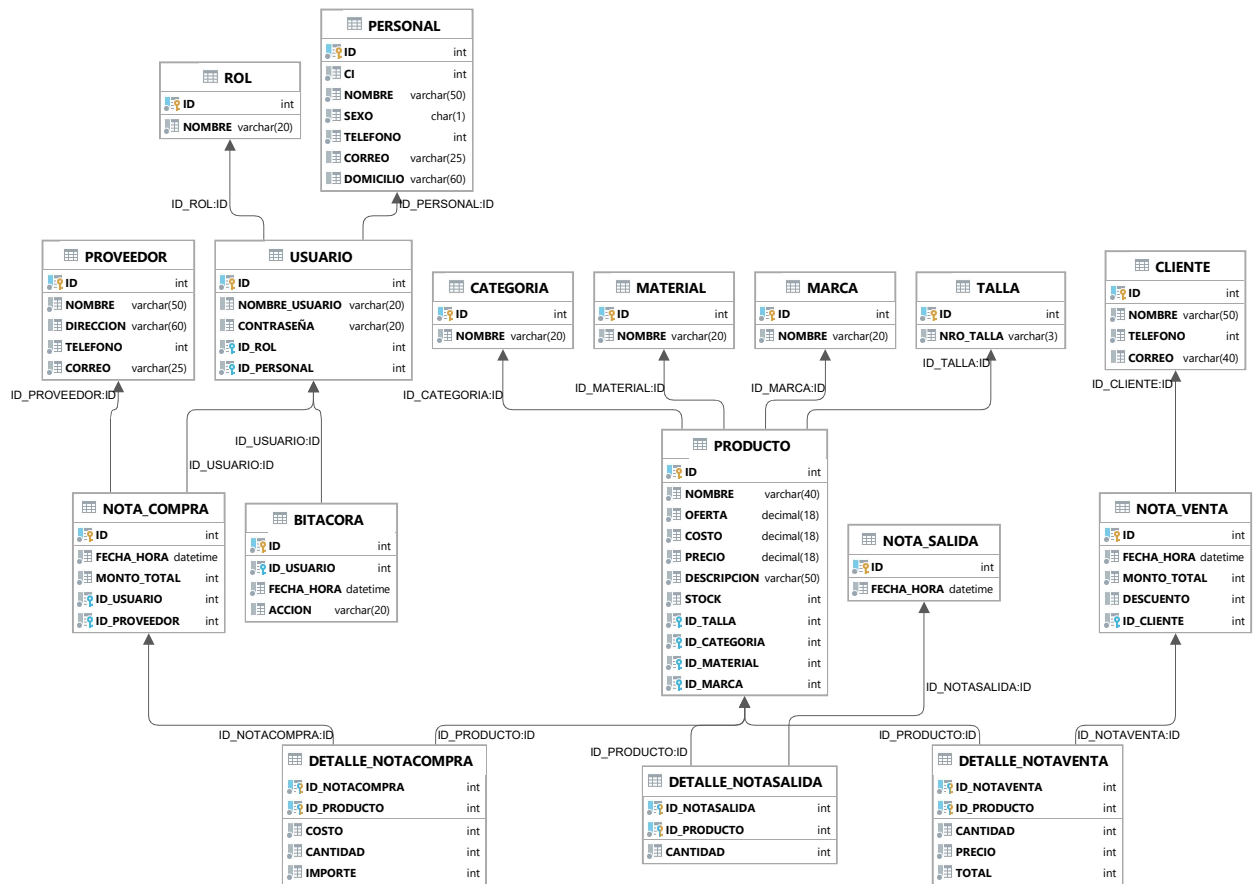 PERSONAL
ID int
CI int
NOMBRE varchar(50)
SEXO char(1)
TELEFONO int
CORREO varchar(25)
DOMICILIO varchar(60)
ROL
ID int
NOMBRE varchar(20)
ID_ROL:ID
ID_PERSONAL:ID
PROVEEDOR
ID int
NOMBRE varchar(50)
DIRECCION varchar(60)
TELEFONO int
CORREO varchar(25)
USUARIO
ID int
NOMBRE_USUARIO varchar(20)
CONTRASEÑA varchar(20)
ID_ROL int
ID_PERSONAL int
CATEGORIA
ID int
NOMBRE varchar(20)
MATERIAL
ID int
NOMBRE varchar(20)
MARCA
ID int
NOMBRE varchar(20)
TALLA
ID int
NRO_TALLA varchar(3)
CLIENTE
ID int
NOMBRE varchar(50)
TELEFONO int
CORREO varchar(40)
ID_PROVEEDOR:ID
ID_USUARIO:ID
ID_USUARIO:ID
ID_CATEGORIA:ID
ID_MATERIAL:ID
ID_MARCA:ID
ID_TALLA:ID
ID_CLIENTE:ID
NOTA_COMPRA
ID int
FECHA_HORA datetime
MONTO_TOTAL int
ID_USUARIO int
ID_PROVEEDOR int
BITACORA
ID int
ID_USUARIO int
FECHA_HORA datetime
ACCION varchar(20)
PRODUCTO
ID int
NOMBRE varchar(40)
OFERTA decimal(18)
COSTO decimal(18)
PRECIO decimal(18)
DESCRIPCION varchar(50)
STOCK int
ID_TALLA int
ID_CATEGORIA int
ID_MATERIAL int
ID_MARCA int
NOTA_SALIDA
ID int
FECHA_HORA datetime
NOTA_VENTA
ID int
FECHA_HORA datetime
MONTO_TOTAL int
DESCUENTO int
ID_CLIENTE int
ID_NOTACOMPRA:ID
ID_PRODUCTO:ID
ID_PRODUCTO:ID
ID_NOTASALIDA:ID
ID_PRODUCTO:ID
ID_NOTAVENTA:ID
DETALLE_NOTACOMPRA
ID_NOTACOMPRA int
ID_PRODUCTO int
COSTO int
CANTIDAD int
IMPORTE int
DETALLE_NOTASALIDA
ID_NOTASALIDA int
ID_PRODUCTO int
CANTIDAD int
DETALLE_NOTAVENTA
ID_NOTAVENTA int
ID_PRODUCTO int
CANTIDAD int
PRECIO int
TOTAL int